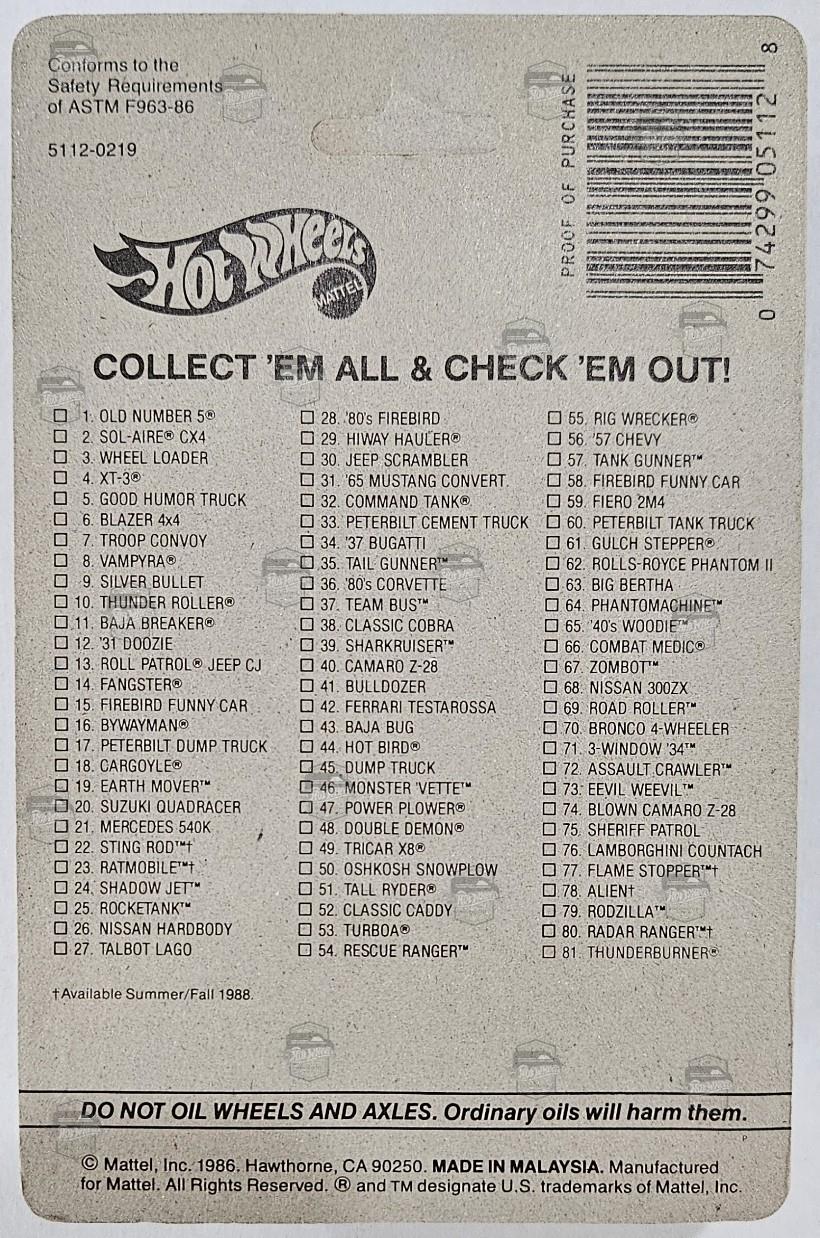 Conforms to the
Safety Requirements
of ASTM F963-86
5112-0219
PROOF OF PURCHASE
0 74299 05112 8
Hot Wheels
MATTEL
COLLECT 'EM ALL & CHECK 'EM OUT!
1. OLD NUMBER 5®
2. SOL-AIRE® CX4
3. WHEEL LOADER
4. XT-3®
5. GOOD HUMOR TRUCK
6. BLAZER 4x4
7. TROOP CONVOY
8. VAMPYRA®
9. SILVER BULLET
10. THUNDER ROLLER®
11. BAJA BREAKER®
12. '31 DOOZIE
13. ROLL PATROL® JEEP CJ
14. FANGSTER®
15. FIREBIRD FUNNY CAR
16. BYWAYMAN®
17. PETERBILT DUMP TRUCK
18. CARGOYLE®
19. EARTH MOVER™
20. SUZUKI QUADRACER
21. MERCEDES 540K
22. STING ROD™†
23. RATMOBILE™†
24. SHADOW JET™
25. ROCKETANK™
26. NISSAN HARDBODY
27. TALBOT LAGO
28. '80's FIREBIRD
29. HIWAY HAULER®
30. JEEP SCRAMBLER
31. '65 MUSTANG CONVERT.
32. COMMAND TANK®
33. PETERBILT CEMENT TRUCK
34. '37 BUGATTI
35. TAIL GUNNER™
36. '80's CORVETTE
37. TEAM BUS™
38. CLASSIC COBRA
39. SHARKRUISER™
40. CAMARO Z-28
41. BULLDOZER
42. FERRARI TESTAROSSA
43. BAJA BUG
44. HOT BIRD®
45. DUMP TRUCK
46. MONSTER 'VETTE™
47. POWER PLOWER®
48. DOUBLE DEMON®
49. TRICAR X8®
50. OSHKOSH SNOWPLOW
51. TALL RYDER®
52. CLASSIC CADDY
53. TURBOA®
54. RESCUE RANGER™
55. RIG WRECKER®
56. '57 CHEVY
57. TANK GUNNER™
58. FIREBIRD FUNNY CAR
59. FIERO 2M4
60. PETERBILT TANK TRUCK
61. GULCH STEPPER®
62. ROLLS-ROYCE PHANTOM II
63. BIG BERTHA
64. PHANTOMACHINE™
65. '40's WOODIE™
66. COMBAT MEDIC®
67. ZOMBOT™
68. NISSAN 300ZX
69. ROAD ROLLER™
70. BRONCO 4-WHEELER
71. 3-WINDOW '34™
72. ASSAULT CRAWLER™
73. EEVIL WEEVIL™
74. BLOWN CAMARO Z-28
75. SHERIFF PATROL
76. LAMBORGHINI COUNTACH
77. FLAME STOPPER™†
78. ALIEN†
79. RODZILLA™
80. RADAR RANGER™†
81. THUNDERBURNER®
†Available Summer/Fall 1988.
DO NOT OIL WHEELS AND AXLES. Ordinary oils will harm them.
P
© Mattel, Inc. 1986. Hawthorne, CA 90250. MADE IN MALAYSIA. Manufactured
for Mattel. All Rights Reserved. ® and TM designate U.S. trademarks of Mattel, Inc.